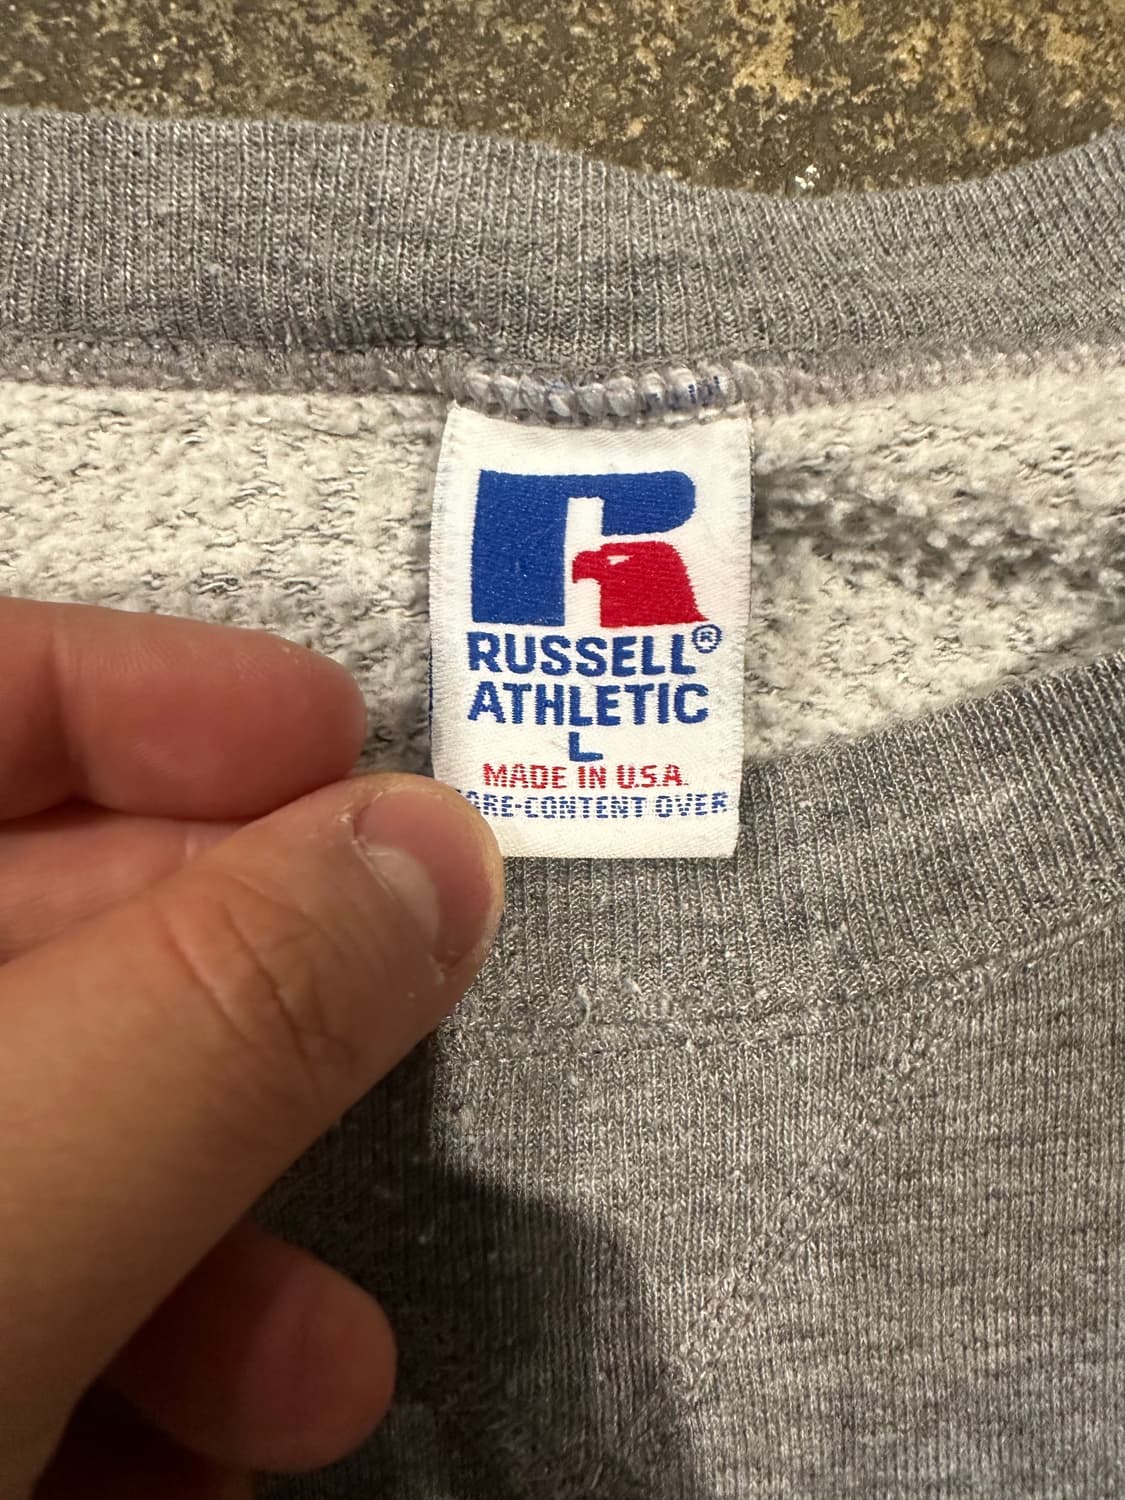 RUSSELL®
ATHLETIC
L
MADE IN U.S.A.
CARE-CONTENT OVER